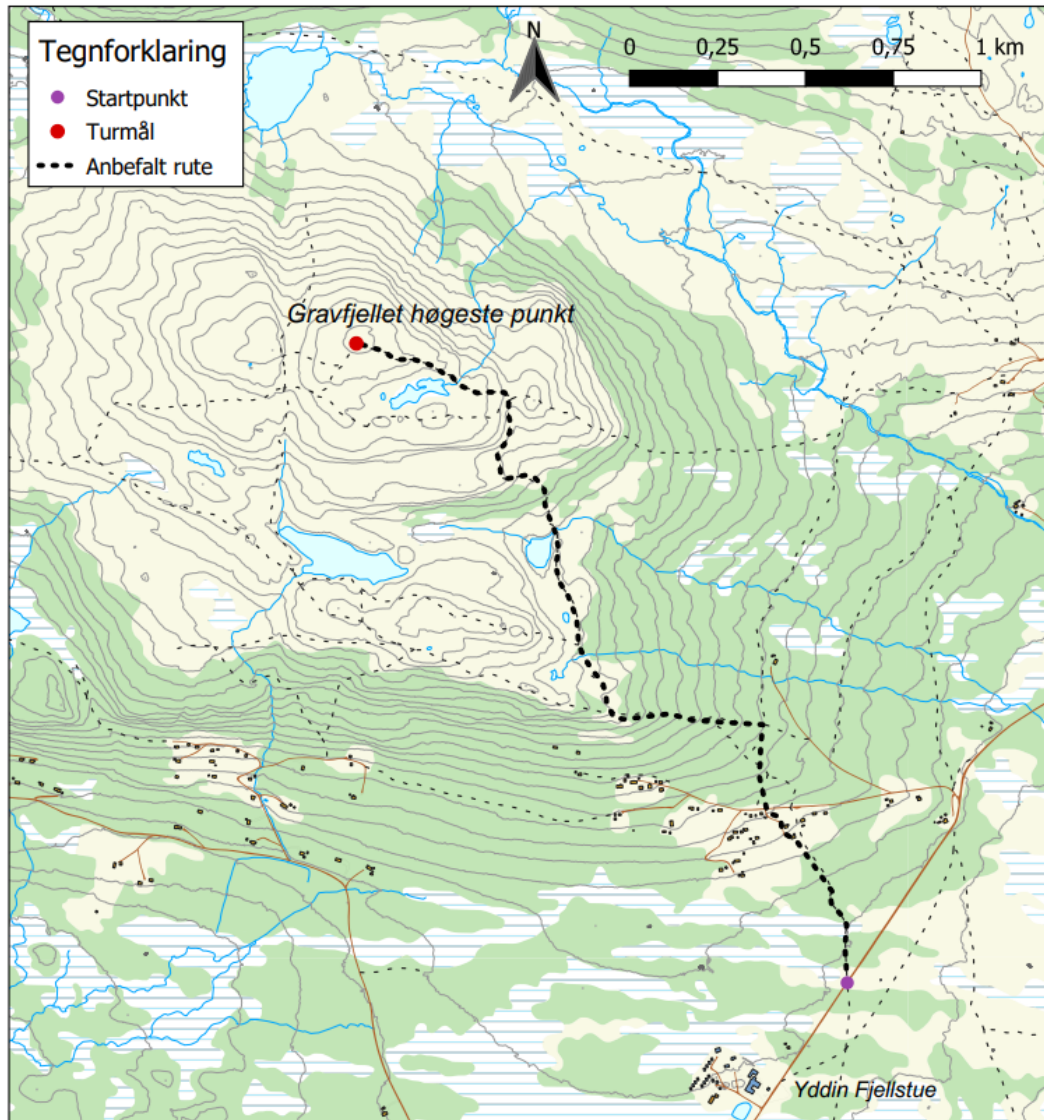 Tegnforklaring
Startpunkt
Turmål
Anbefalt rute
N
0 0,25 0,5 0,75 1 km
Gravfjellet høgeste punkt
Yddin Fjellstue